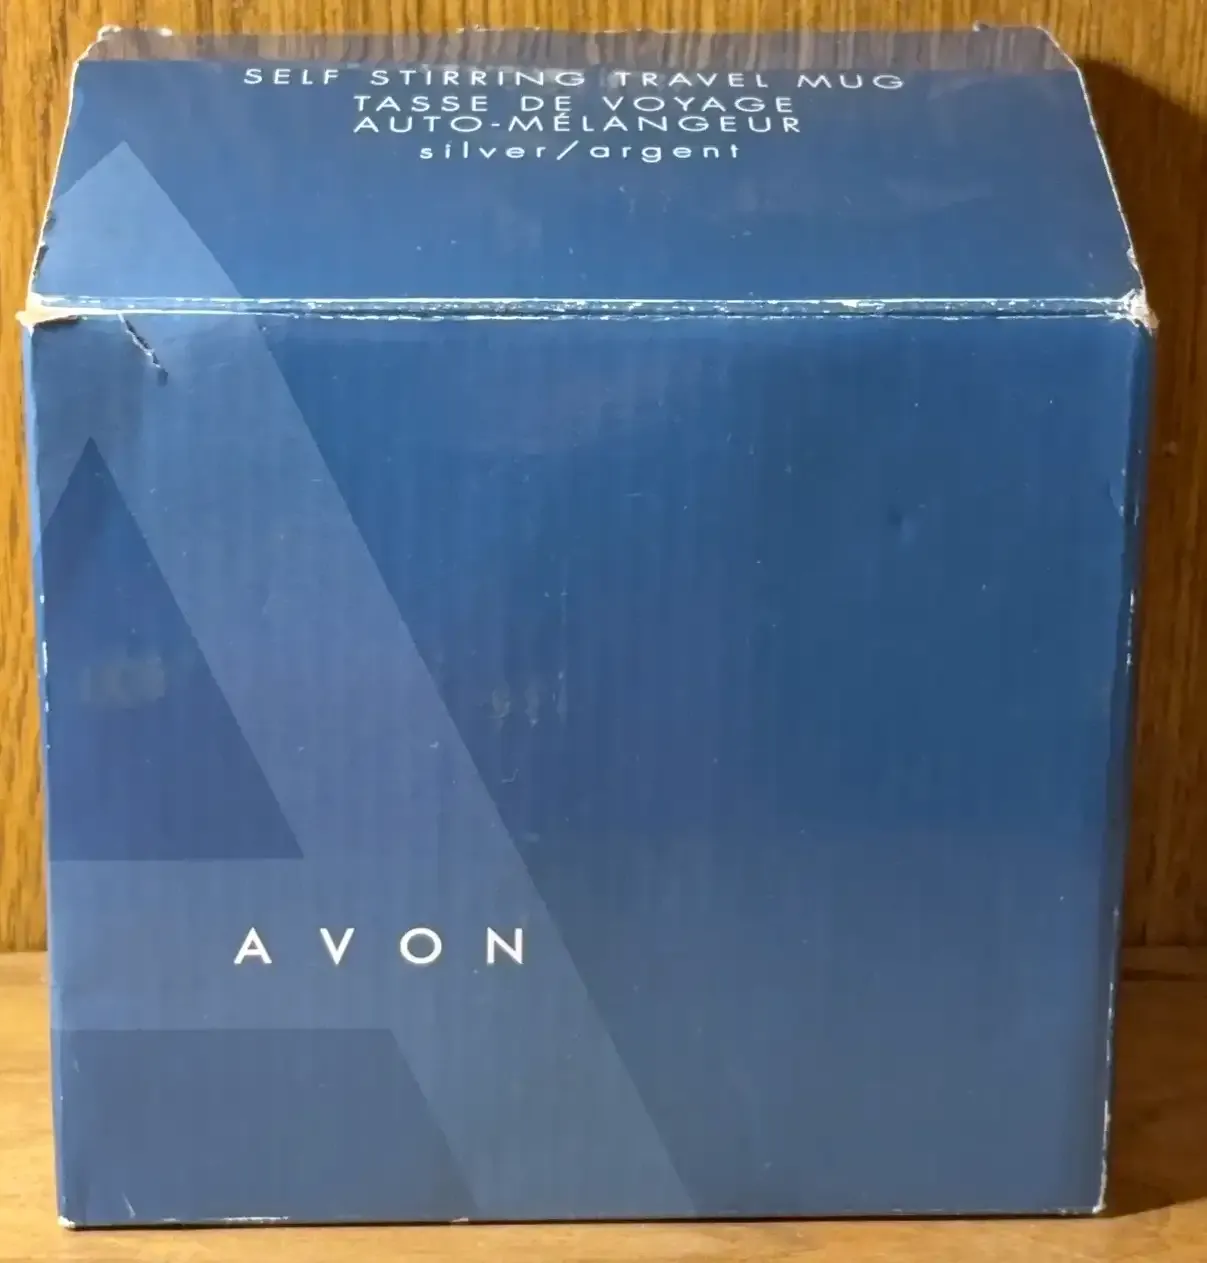 SELF STIRRING TRAVEL MUG
TASSE DE VOYAGE
AUTO-MÉLANGEUR
silver/argent
AVON